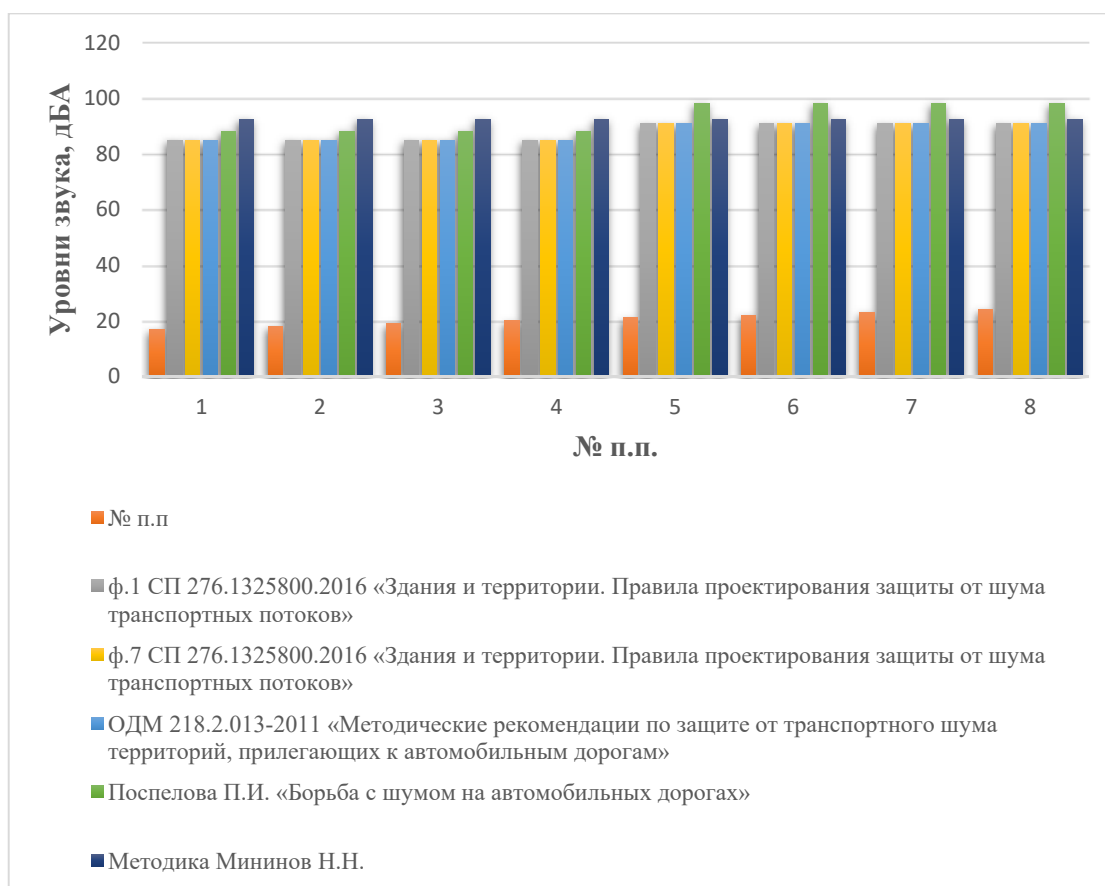 Уровни звука, дБА
120
100
80
60
40
20
0
1 2 3 4 5 6 7 8
№ п.п.
№ п.п
ф.1 СП 276.1325800.2016 «Здания и территории. Правила проектирования защиты от шума
транспортных потоков»
ф.7 СП 276.1325800.2016 «Здания и территории. Правила проектирования защиты от шума
транспортных потоков»
ОДМ 218.2.013-2011 «Методические рекомендации по защите от транспортного шума
территорий, прилегающих к автомобильным дорогам»
Поспелова П.И. «Борьба с шумом на автомобильных дорогах»
Методика Мининов Н.Н.